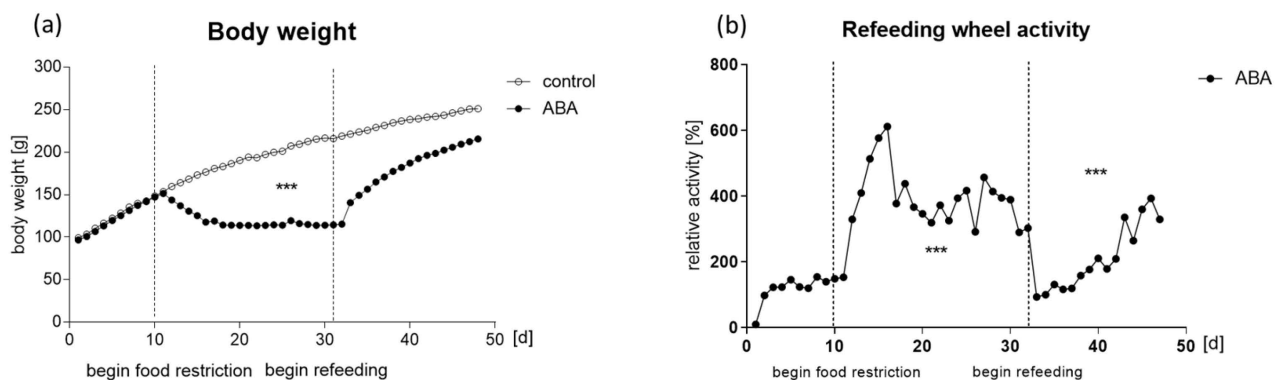 (a)
Body weight
300
250
200
150
100
50
0
body weight [g]
control
ABA
***
0 10 20 30 40 50 [d]
begin food restriction begin refeeding
(b)
Refeeding wheel activity
800
600
400
200
0
relative activity [%]
ABA
***
***
0 10 20 30 40 50 [d]
begin food restriction begin refeeding